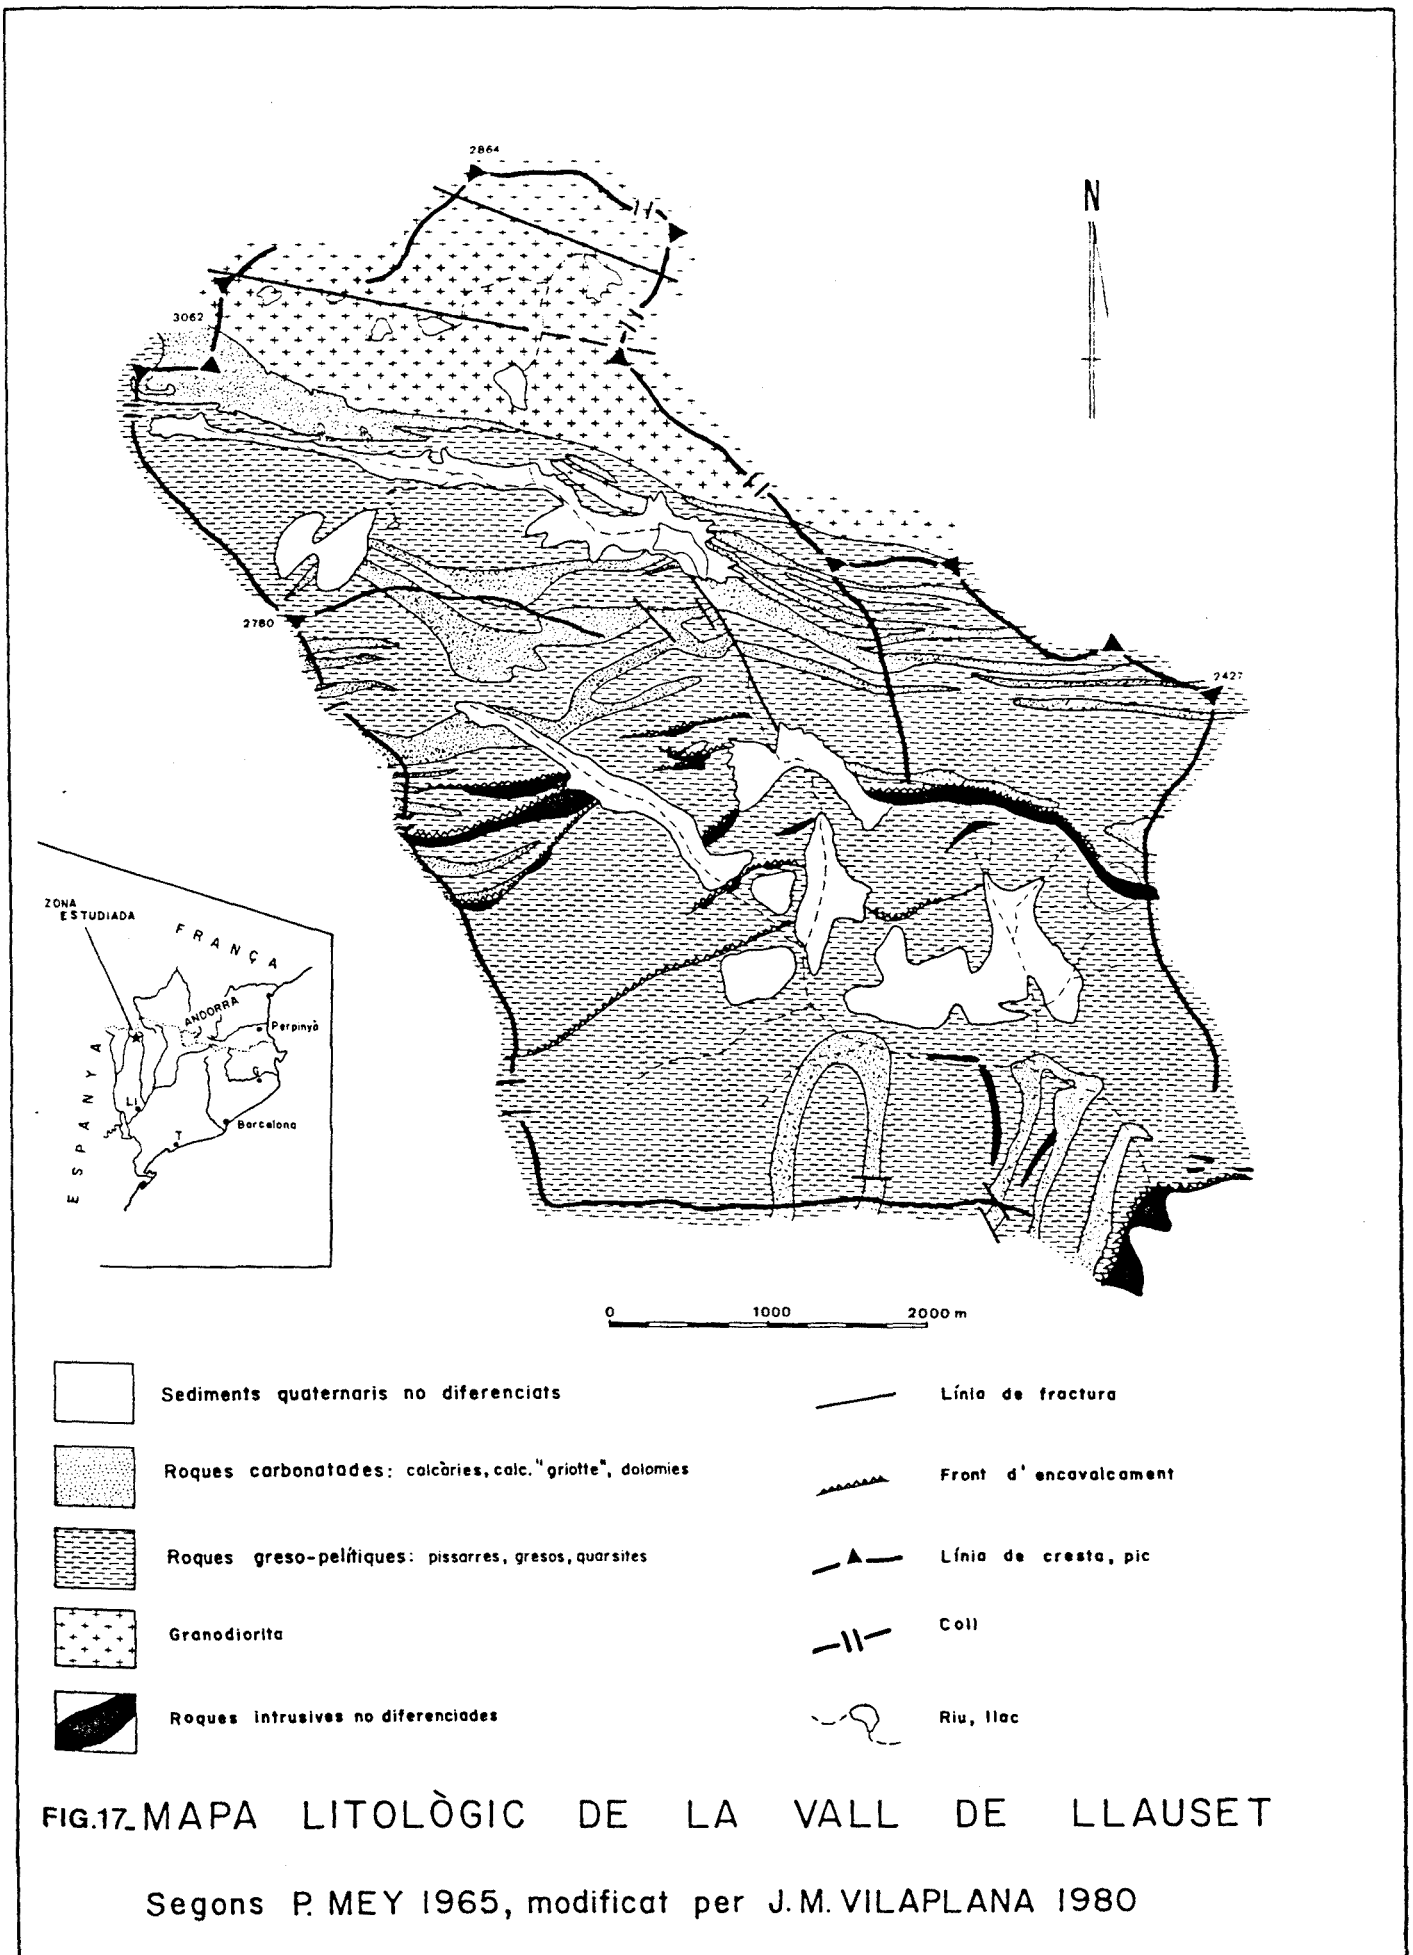 2864
N
3062
2780
2427
ZONA
ESTUDIADA
FRANÇA
ANDORRA
Perpinyà
ESPANYA
G
Ll
T
Barcelona
0 1000 2000 m
Sediments quaternaris no diferenciats
Línia de fractura
Roques carbonatades: calcàries, calc. "griotte", dolomies
Front d' encavalcament
Roques greso-pelítiques: pissarres, gresos, quarsites
Línia de cresta, pic
Granodiorita
Coll
Roques intrusives no diferenciades
Riu, llac
FIG.17_ MAPA LITOLÒGIC DE LA VALL DE LLAUSET
Segons P. MEY 1965, modificat per J.M. VILAPLANA 1980